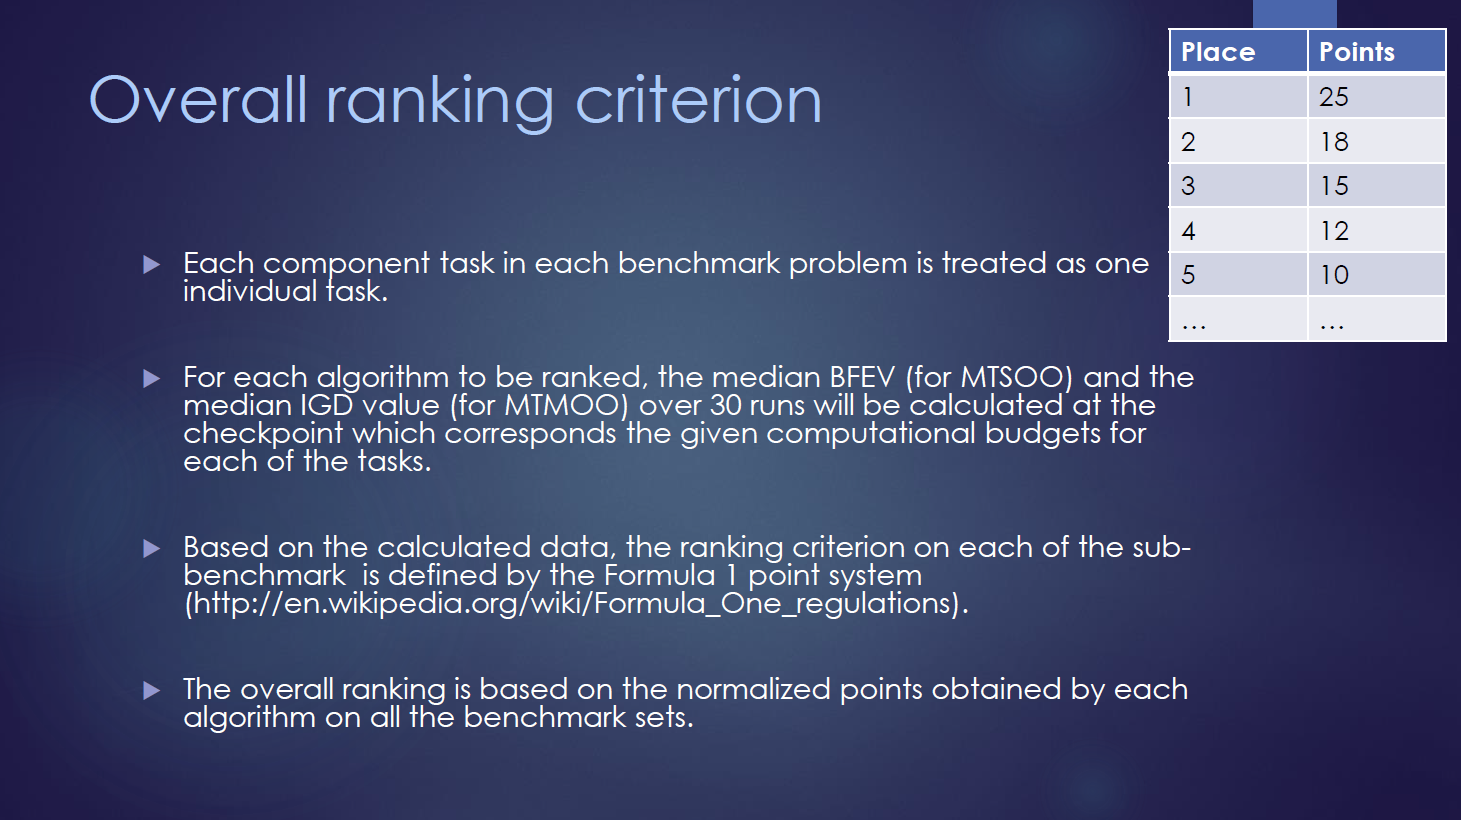 Overall ranking criterion
Place Points
1 25
2 18
3 15
4 12
5 10
... ...
Each component task in each benchmark problem is treated as one
individual task.
For each algorithm to be ranked, the median BFEV (for MTSOO) and the
median IGD value (for MTMOO) over 30 runs will be calculated at the
checkpoint which corresponds the given computational budgets for
each of the tasks.
Based on the calculated data, the ranking criterion on each of the sub-
benchmark is defined by the Formula 1 point system
(http://en.wikipedia.org/wiki/Formula_One_regulations).
The overall ranking is based on the normalized points obtained by each
algorithm on all the benchmark sets.